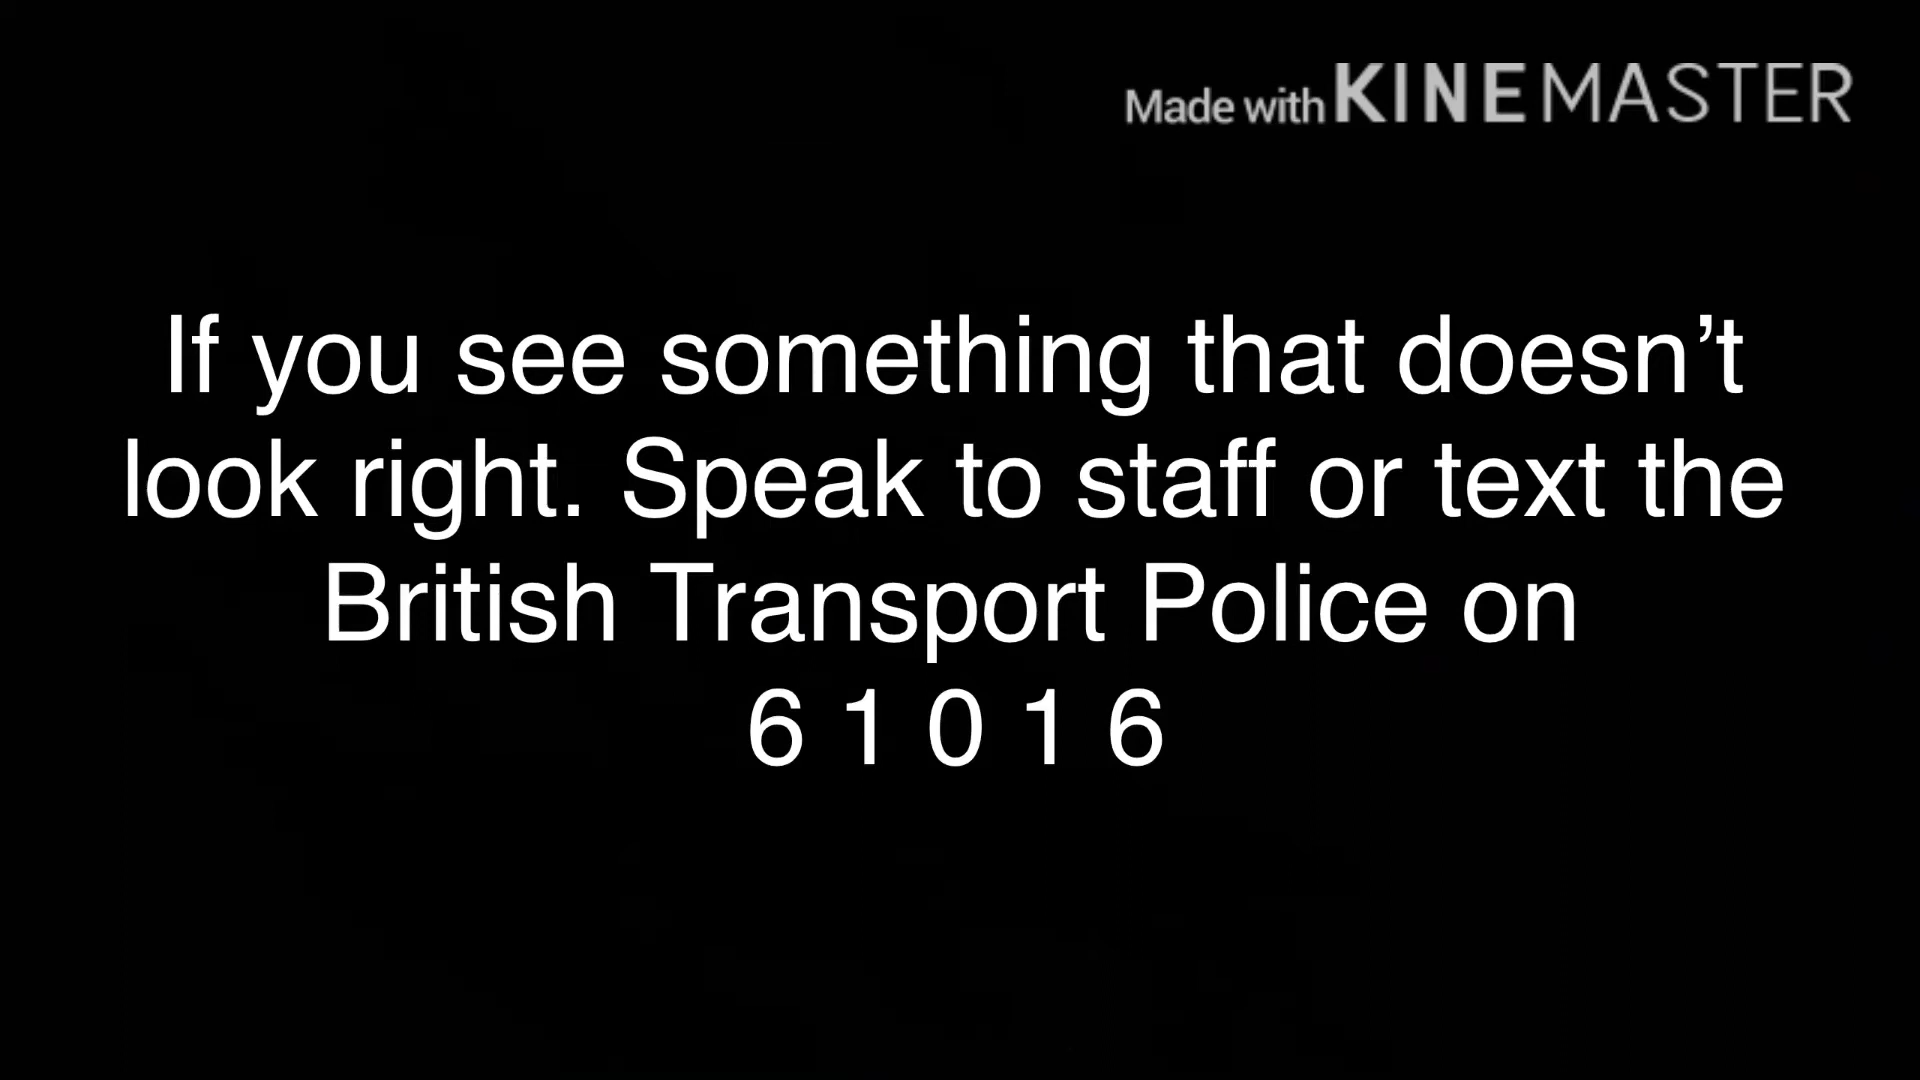 Made with KINEMASTER
If you see something that doesn’t
look right. Speak to staff or text the
British Transport Police on
6 1 0 1 6